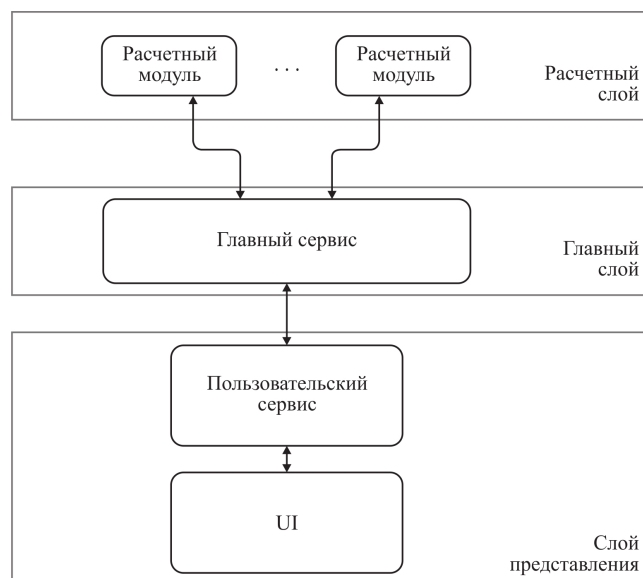 Расчетный
модуль
. . .
Расчетный
модуль
Расчетный
слой
Главный сервис
Главный
слой
Пользовательский
сервис
UI
Слой
представления